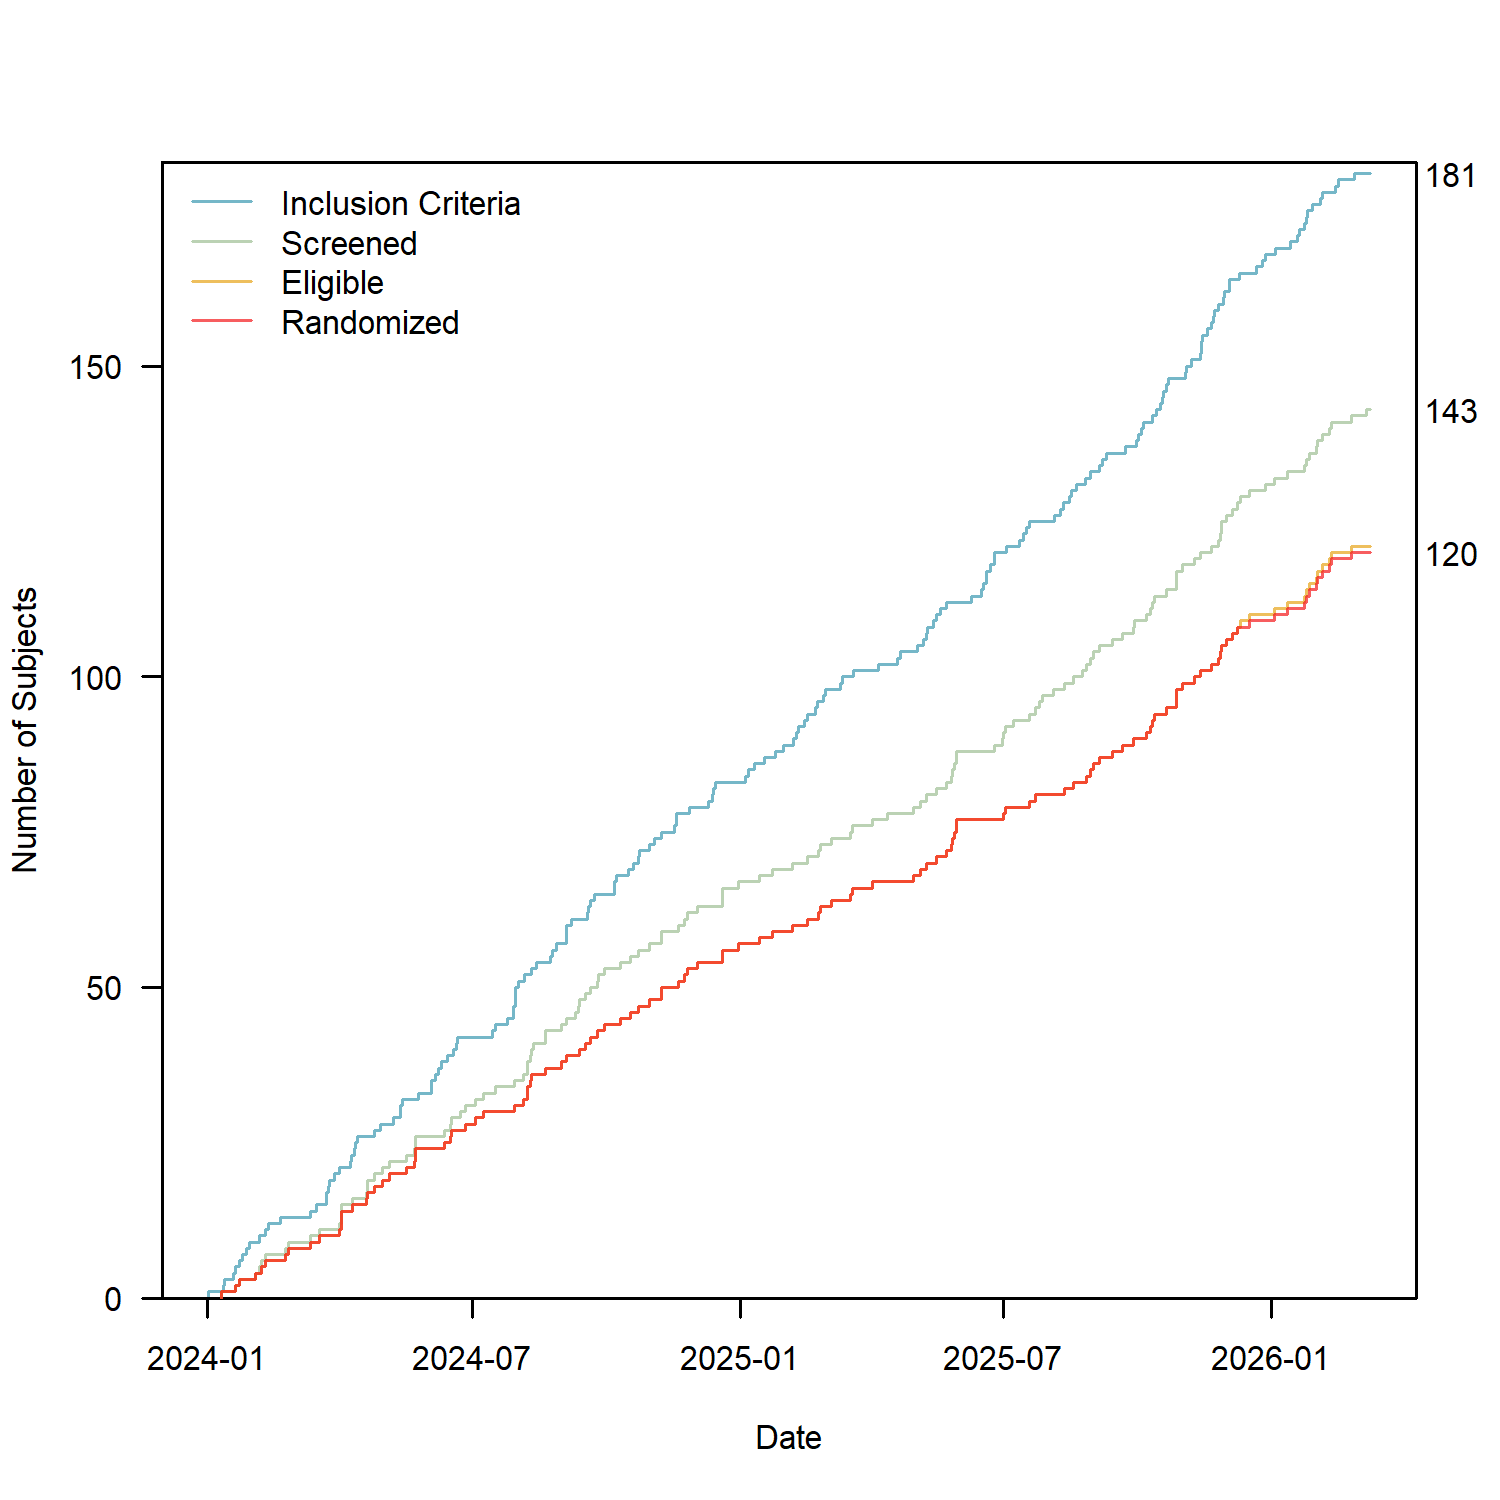 Inclusion Criteria
Screened
Eligible
Randomized
181
143
120
150
100
50
0
Number of Subjects
2024-01
2024-07
2025-01
2025-07
2026-01
Date